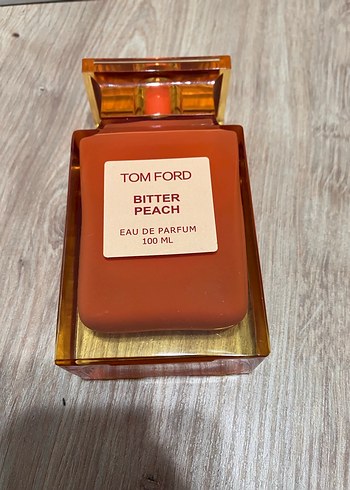 TOM FORD
BITTER
PEACH
EAU DE PARFUM
100 ML